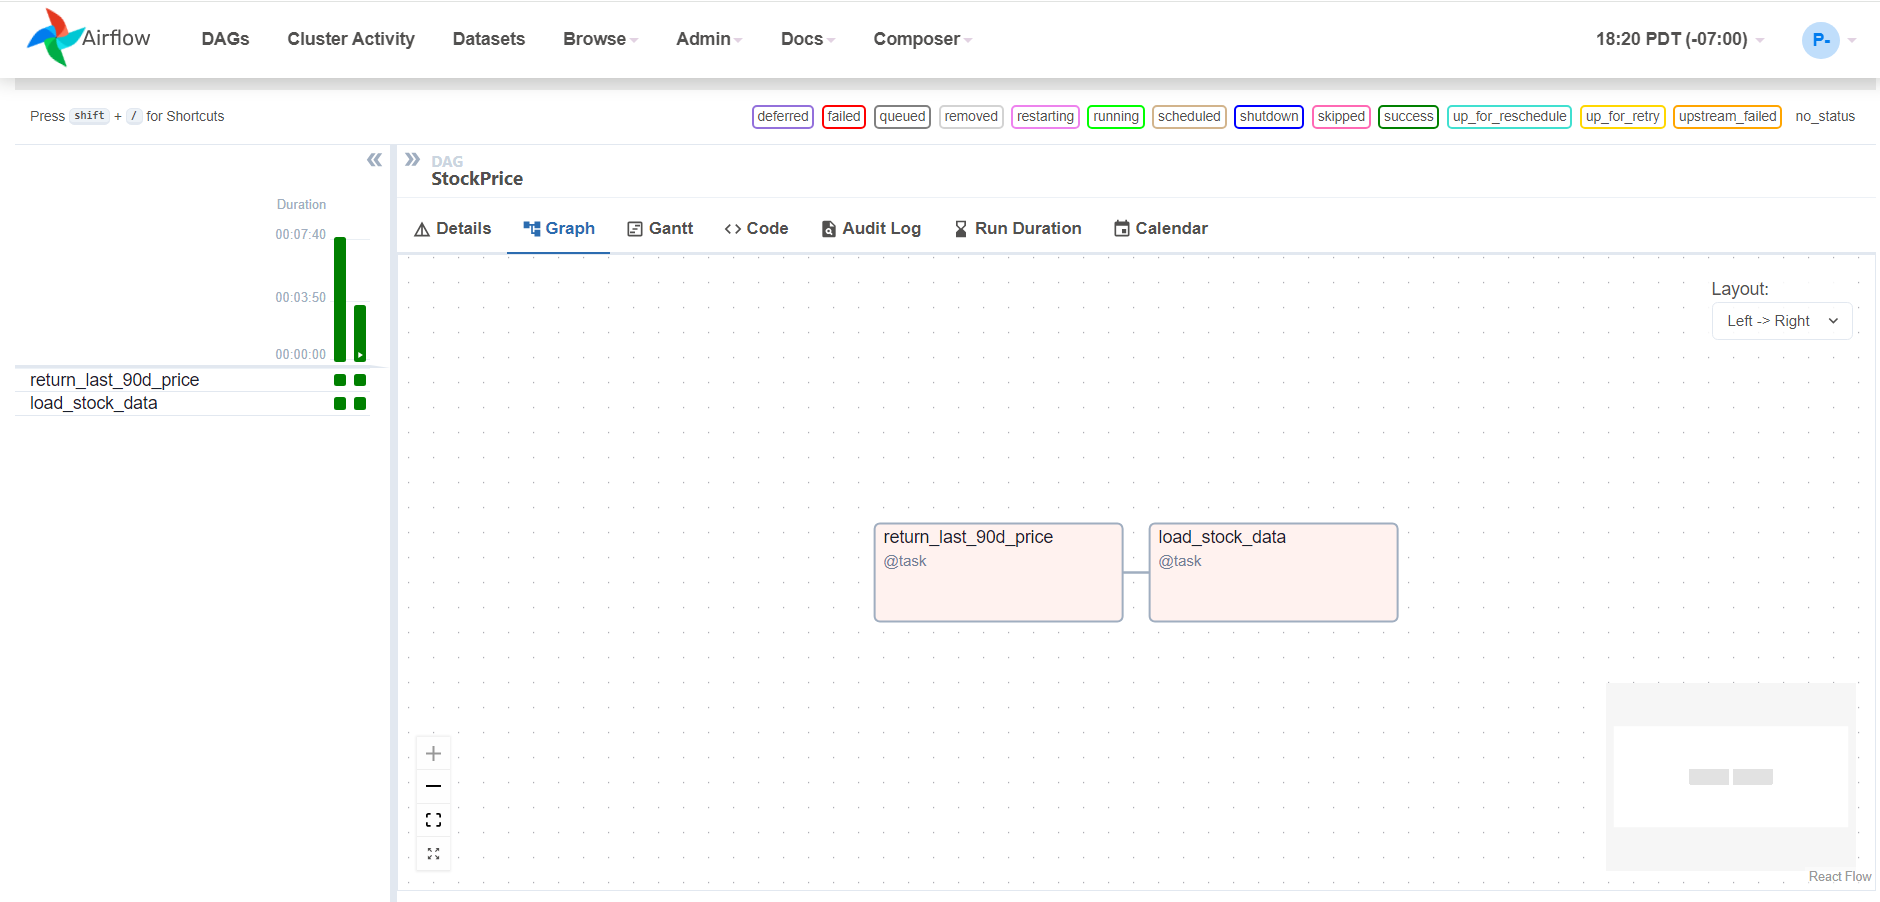 Airflow DAGs Cluster Activity Datasets Browse Admin Docs Composer 18:20 PDT (-07:00) P-
Press shift + / for Shortcuts deferred failed queued removed restarting running scheduled shutdown skipped success up_for_reschedule up_for_retry upstream_failed no_status
DAG
StockPrice
Duration
00:07:40
00:03:50
00:00:00
return_last_90d_price
load_stock_data
Details Graph Gantt Code Audit Log Run Duration Calendar
Layout:
Left -> Right
return_last_90d_price
@task
load_stock_data
@task
React Flow